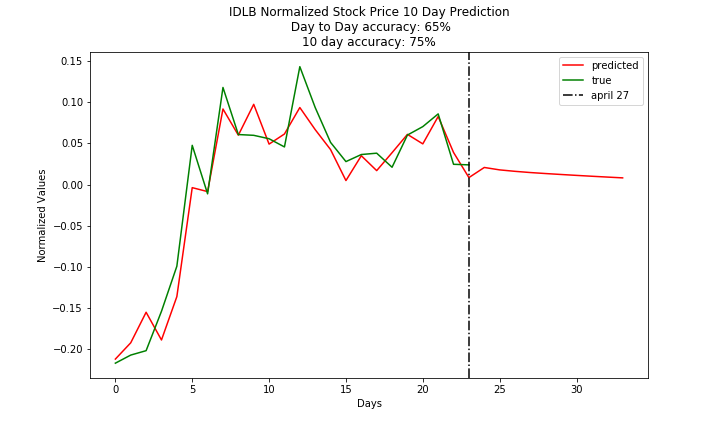 IDLB Normalized Stock Price 10 Day Prediction
Day to Day accuracy: 65%
10 day accuracy: 75%
predicted
true
april 27
0.15
0.10
0.05
0.00
−0.05
−0.10
−0.15
−0.20
Normalized Values
0 5 10 15 20 25 30
Days